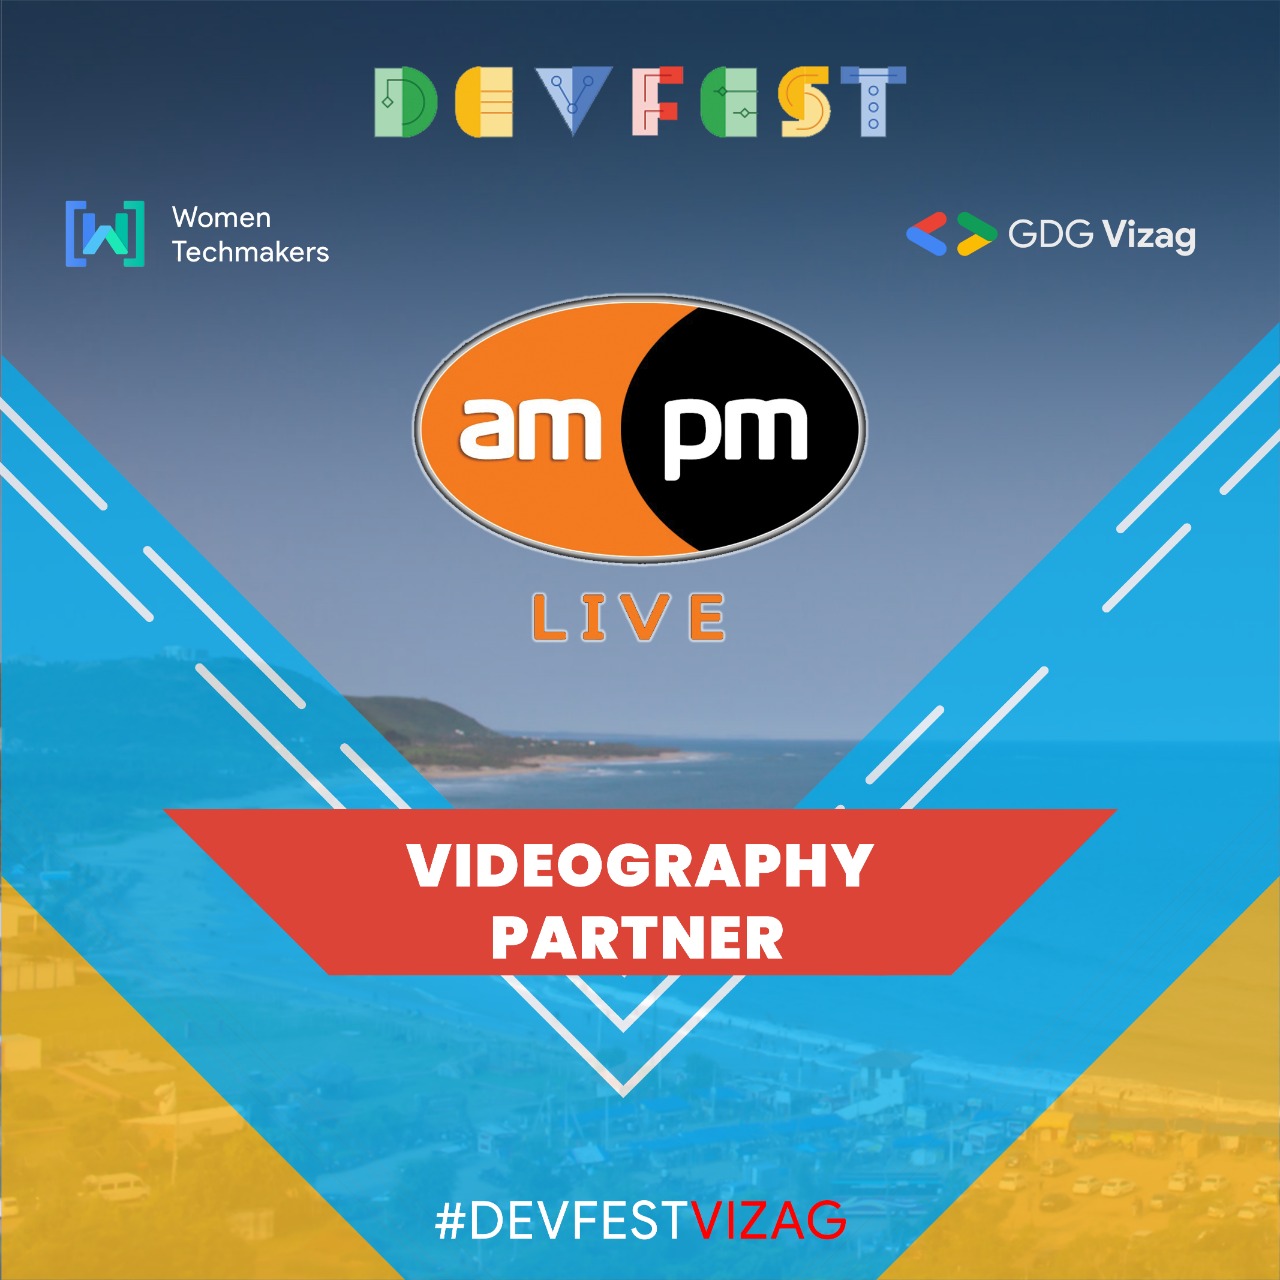 DEVFEST
Women
Techmakers
GDG Vizag
am pm
LIVE
VIDEOGRAPHY
PARTNER
#DEVFESTVIZAG